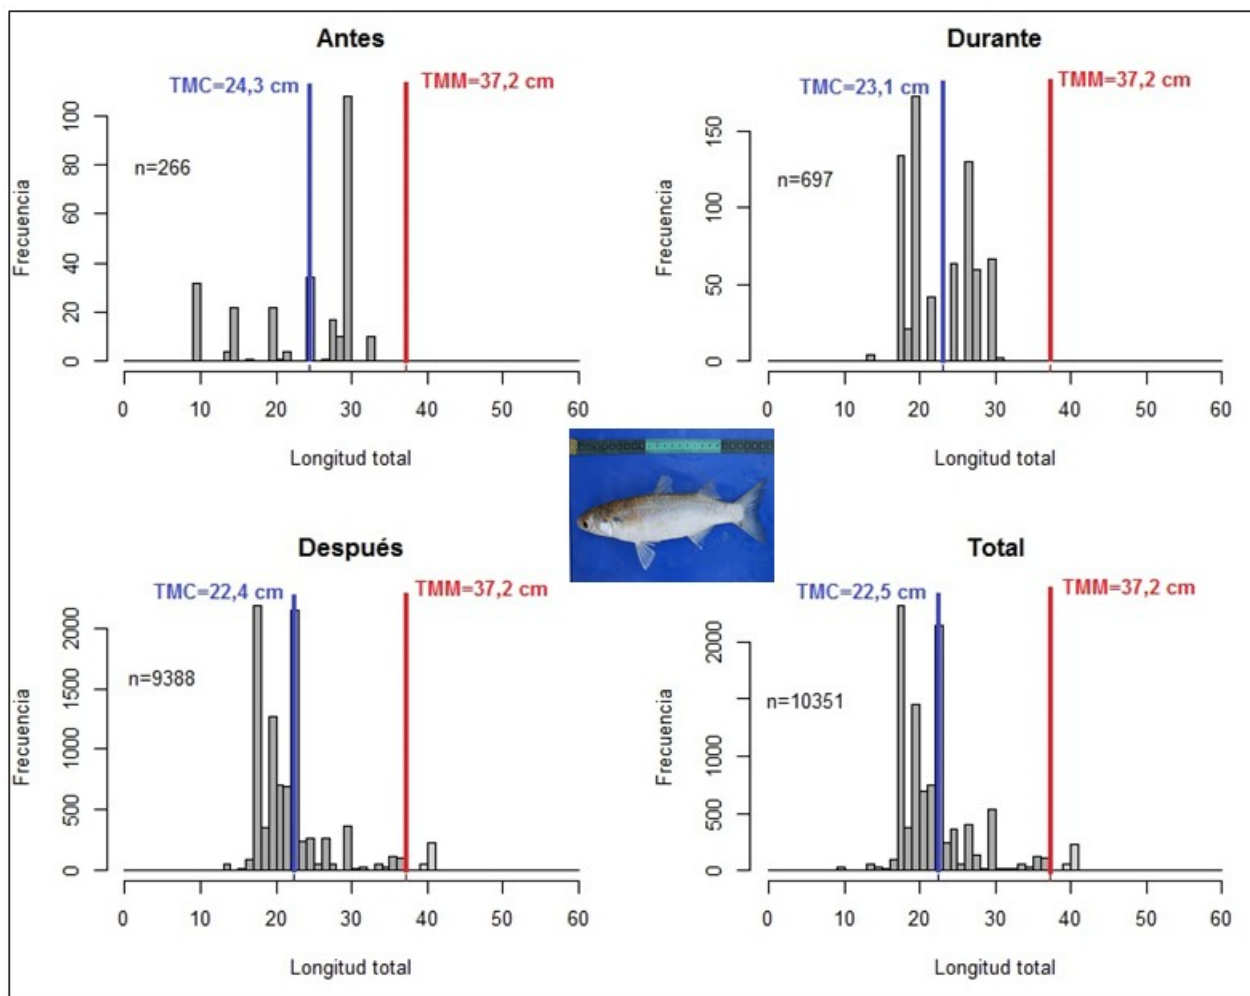 Antes
TMC=24,3 cm
TMM=37,2 cm
n=266
Frecuencia
0
20
40
60
80
100
0 10 20 30 40 50 60
Longitud total
Durante
TMC=23,1 cm
TMM=37,2 cm
n=697
Frecuencia
0
50
100
150
0 10 20 30 40 50 60
Longitud total
Después
TMC=22,4 cm
TMM=37,2 cm
n=9388
Frecuencia
0
500
1000
1500
2000
0 10 20 30 40 50 60
Longitud total
Total
TMC=22,5 cm
TMM=37,2 cm
n=10351
Frecuencia
0
500
1000
2000
0 10 20 30 40 50 60
Longitud total